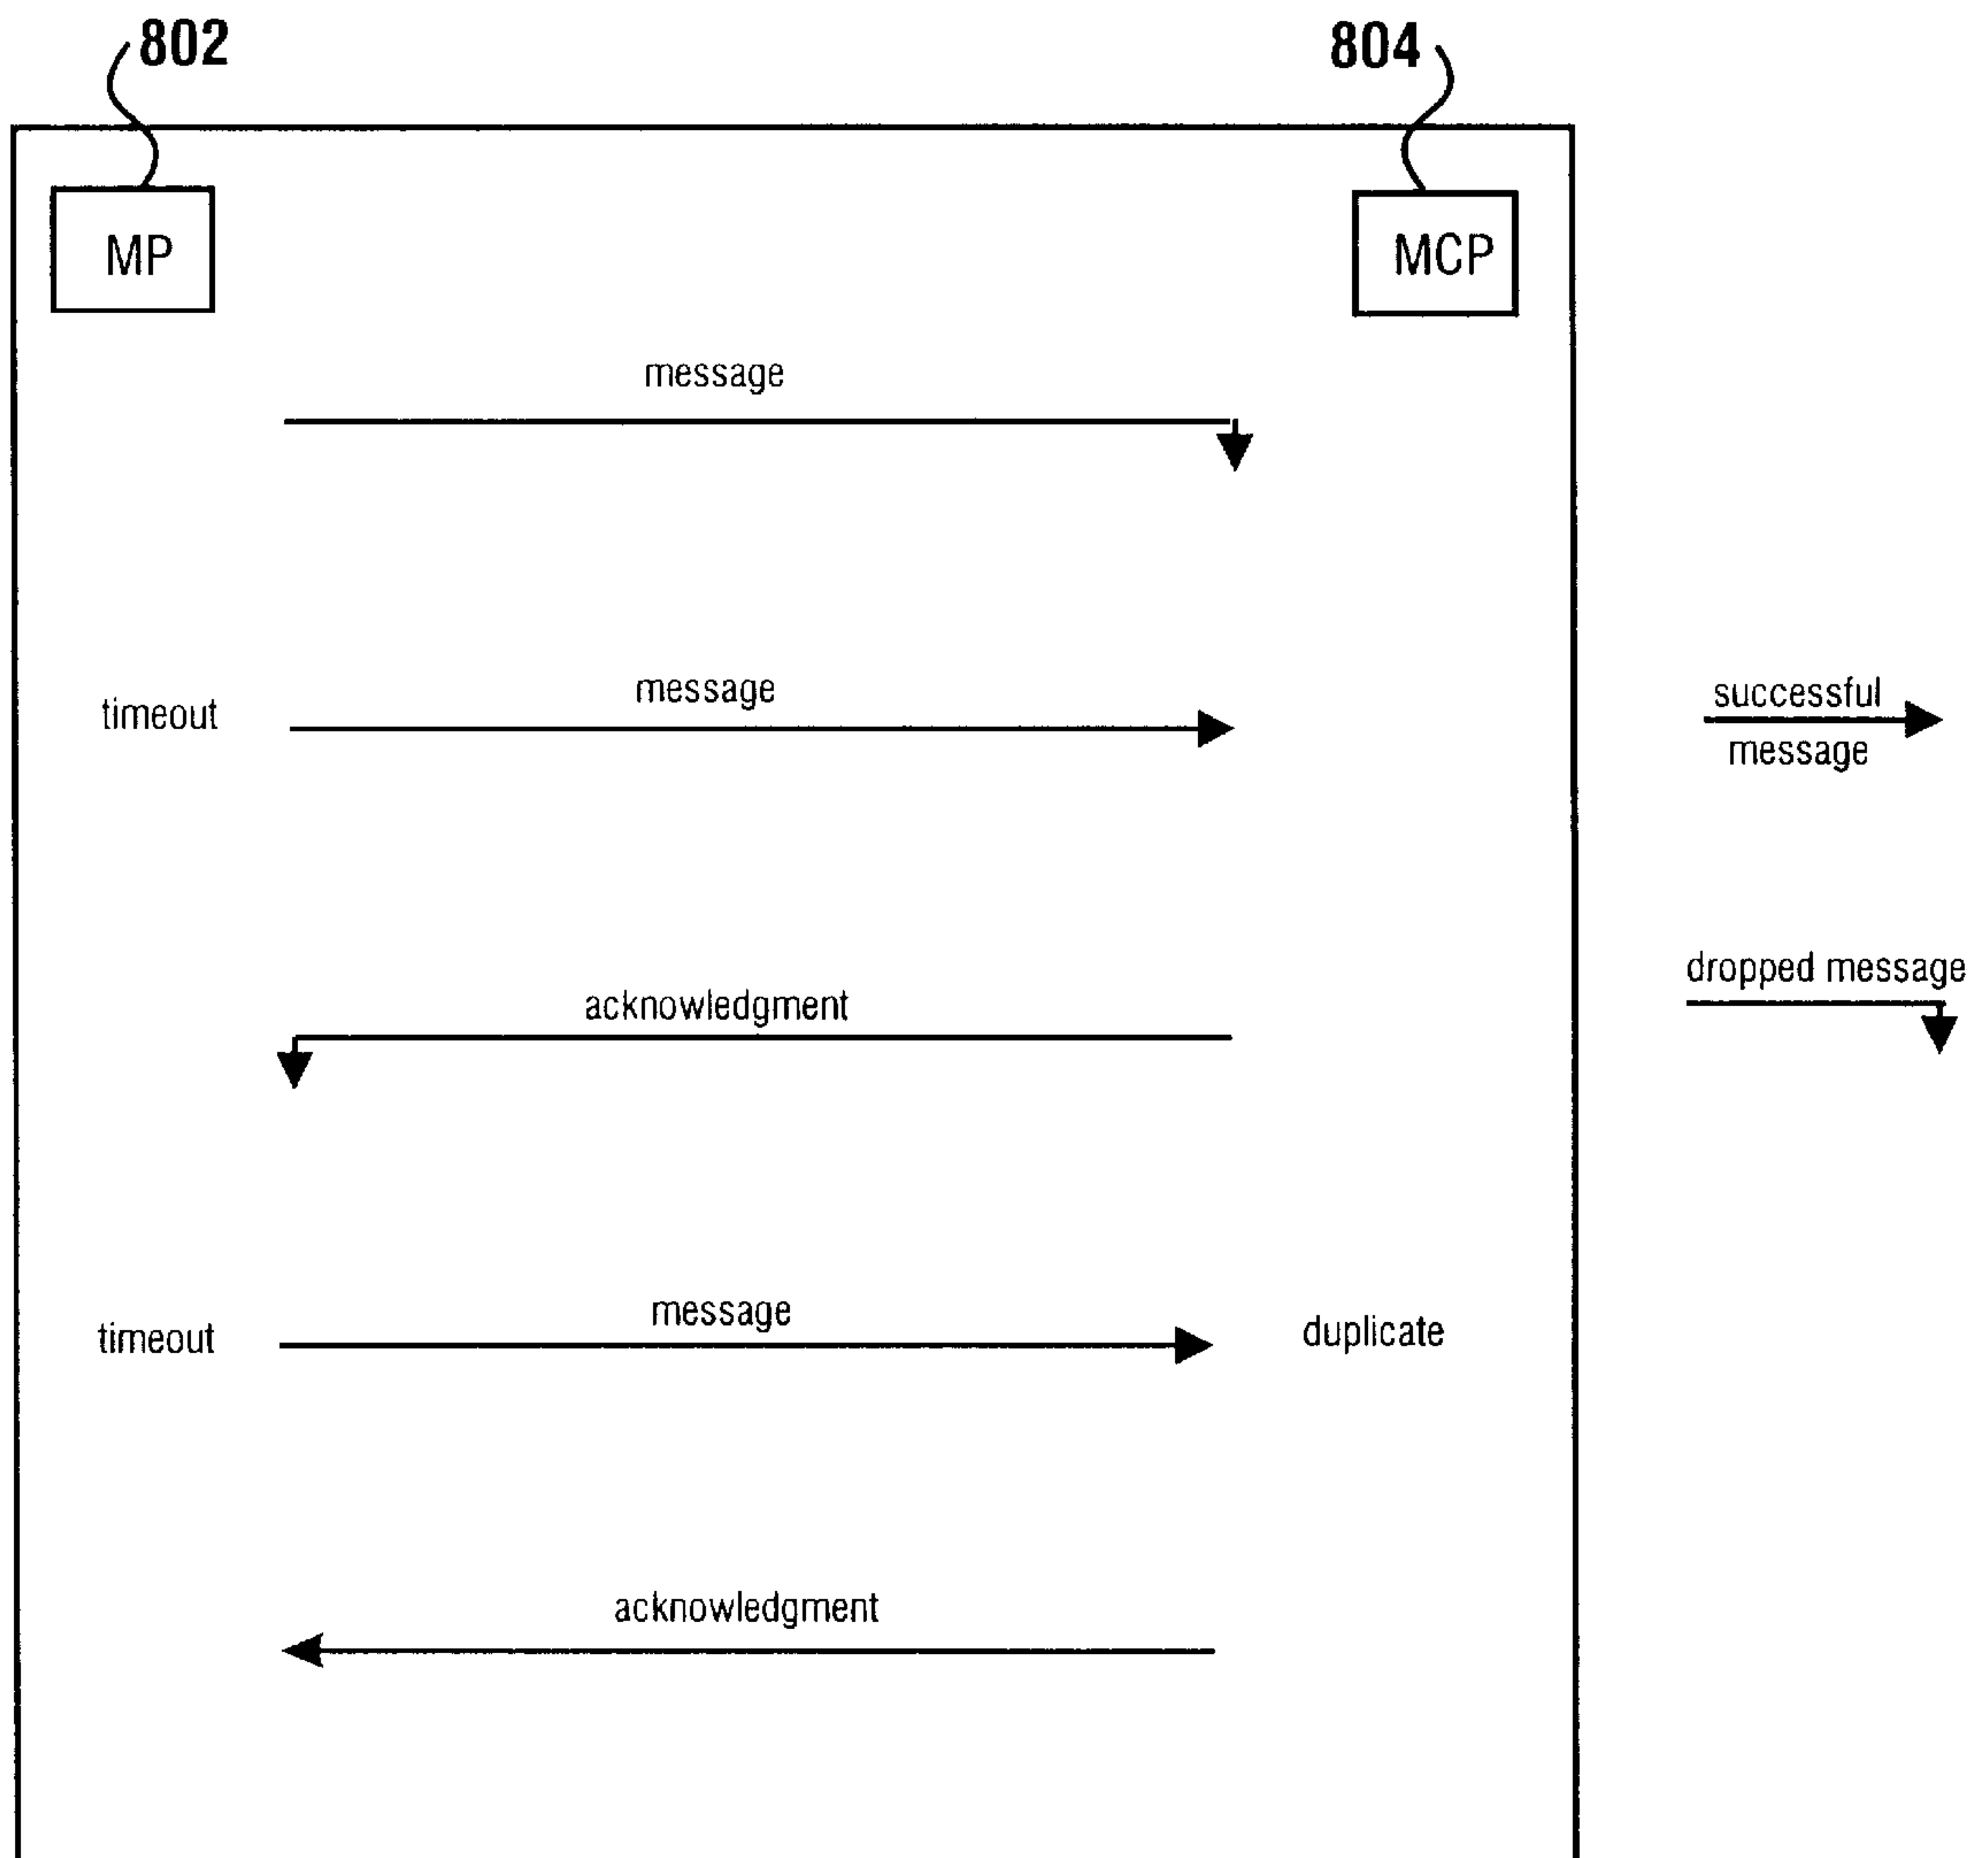 802
804
MP
MCP
message
timeout
message
successful
message
dropped message
acknowledgment
timeout
message
duplicate
acknowledgment